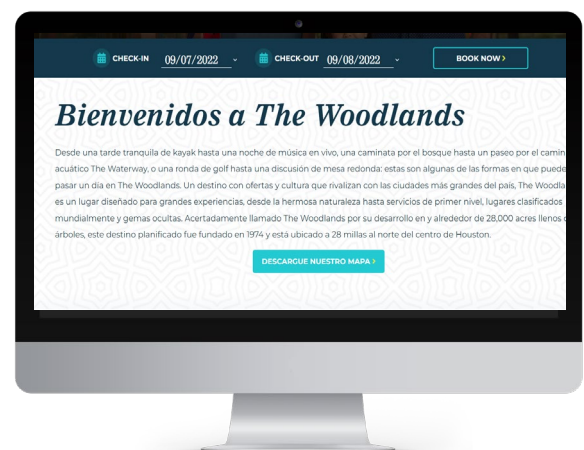 CHECK-IN 09/07/2022 CHECK-OUT 09/08/2022 BOOK NOW >
Bienvenidos a The Woodlands
Desde una tarde tranquila de kayak hasta una noche de música en vivo, una caminata por el bosque hasta un paseo por el camin
acuático The Waterway, o una ronda de golf hasta una discusión de mesa redonda: estas son algunas de las formas en que puede
pasar un día en The Woodlands. Un destino con ofertas y cultura que rivalizan con las ciudades más grandes del país, The Woodla
es un lugar diseñado para grandes experiencias, desde la hermosa naturaleza hasta servicios de primer nivel, lugares clasificados
mundialmente y gemas ocultas. Acertadamente llamado The Woodlands por su desarrollo en y alrededor de 28,000 acres llenos d
árboles, este destino planificado fue fundado en 1974 y está ubicado a 28 millas al norte del centro de Houston.
DESCARGUE NUESTRO MAPA >